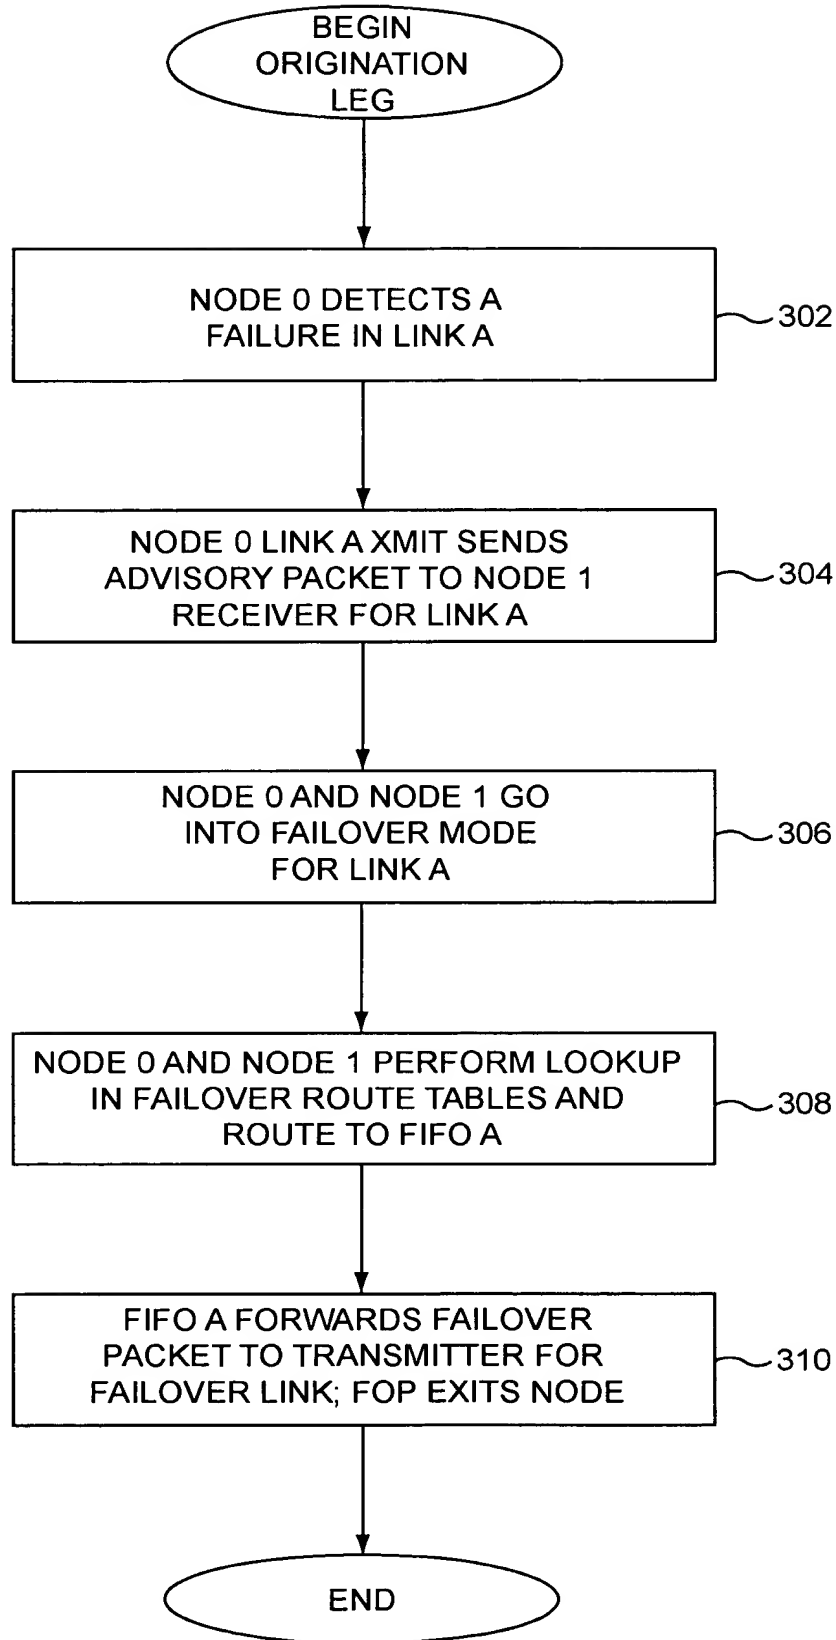 BEGIN
ORIGINATION
LEG
NODE 0 DETECTS A
FAILURE IN LINK A
302
NODE 0 LINK A XMIT SENDS
ADVISORY PACKET TO NODE 1
RECEIVER FOR LINK A
304
NODE 0 AND NODE 1 GO
INTO FAILOVER MODE
FOR LINK A
306
NODE 0 AND NODE 1 PERFORM LOOKUP
IN FAILOVER ROUTE TABLES AND
ROUTE TO FIFO A
308
FIFO A FORWARDS FAILOVER
PACKET TO TRANSMITTER FOR
FAILOVER LINK; FOP EXITS NODE
310
END